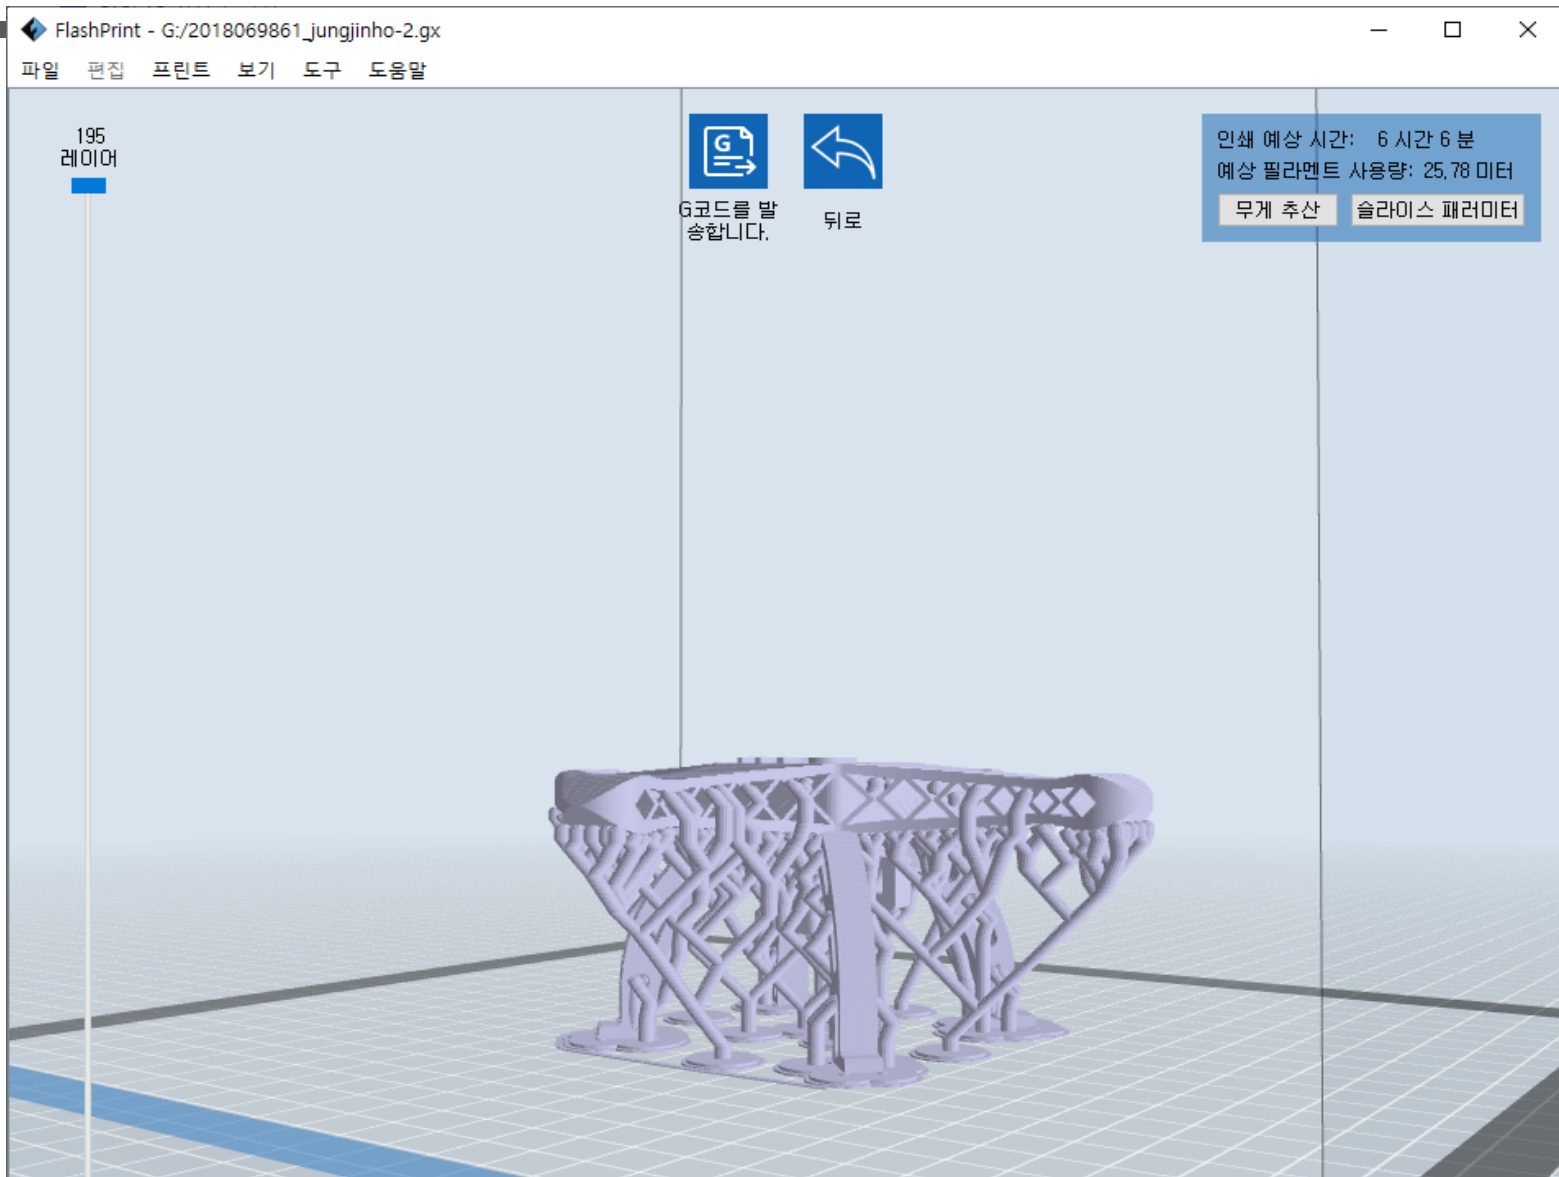 FlashPrint - G:/2018069861_jungjinho-2.gx
파일 편집 프린트 보기 도구 도움말
195
레이어
G코드를 발
송합니다.
뒤로
인쇄 예상 시간: 6 시간 6 분
예상 필라멘트 사용량: 25,78 미터
무게 추산 슬라이스 패러미터